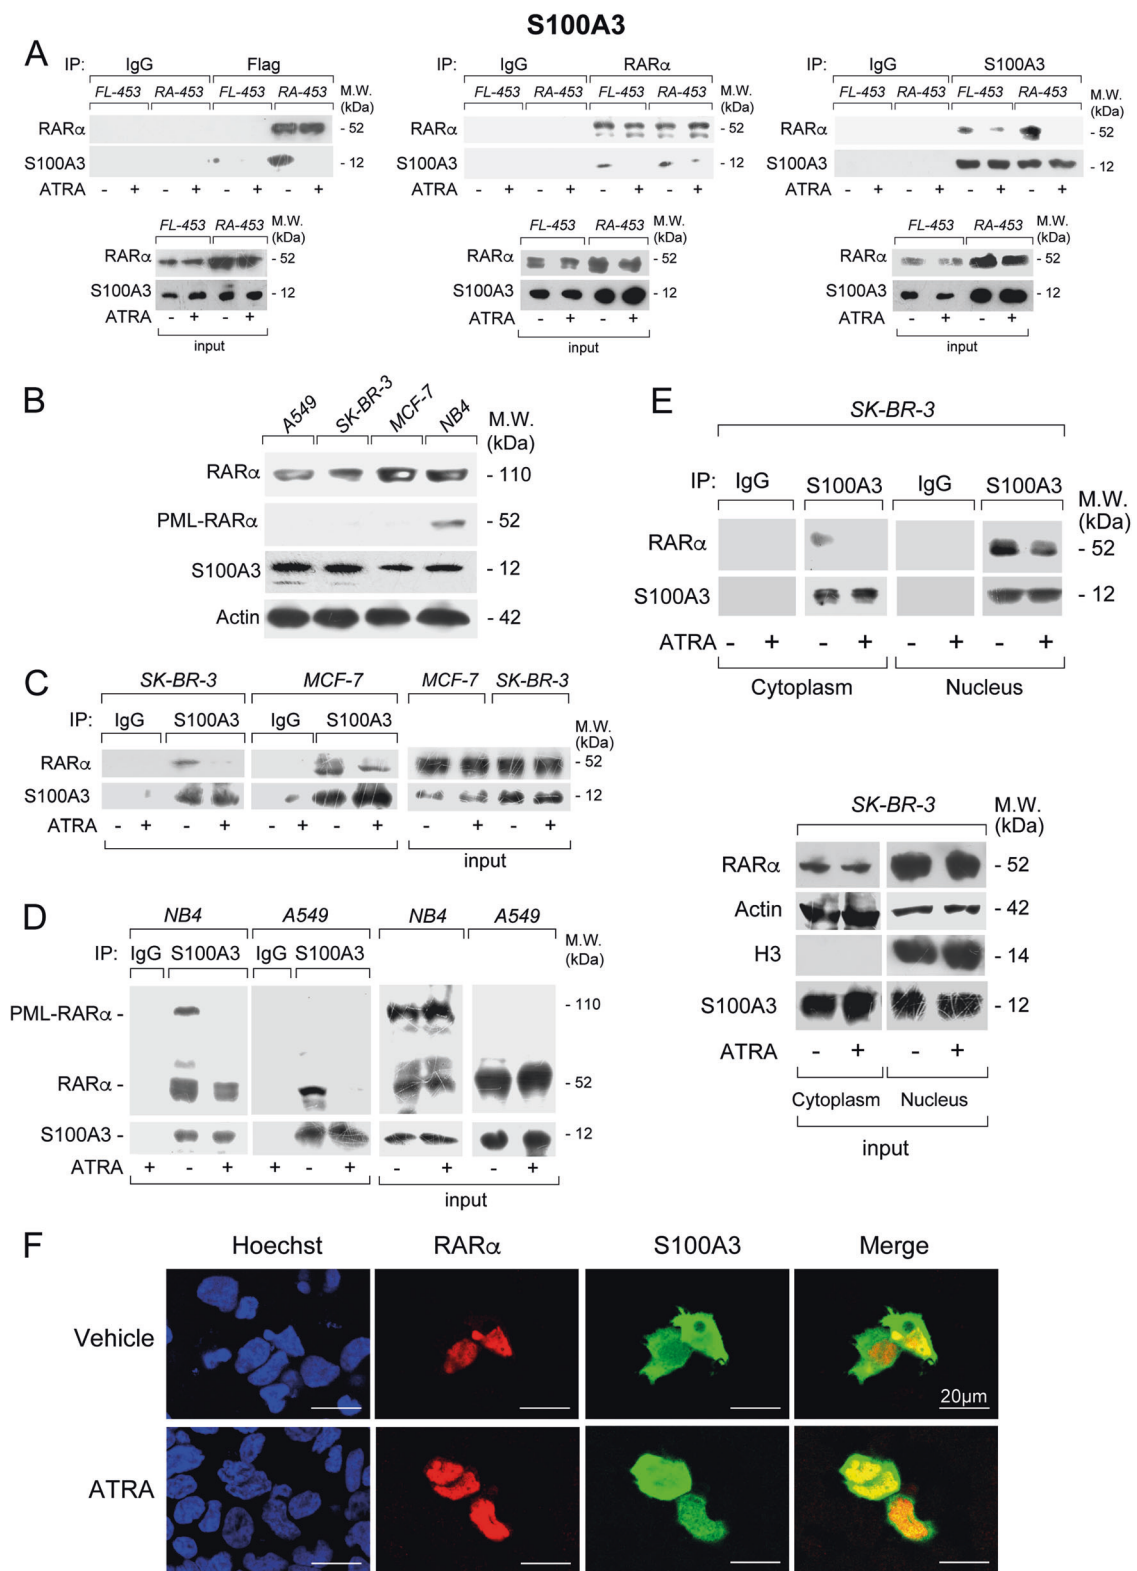 S100A3
A
IP: IgG Flag
FL-453 RA-453 FL-453 RA-453 M.W. (kDa)
RARα - 52
S100A3 - 12
ATRA - + - + - + - +
FL-453 RA-453 M.W. (kDa)
RARα - 52
S100A3 - 12
ATRA - + - +
input
IP: IgG RARα
FL-453 RA-453 FL-453 RA-453 M.W. (kDa)
RARα - 52
S100A3 - 12
ATRA - + - + - + - +
FL-453 RA-453 M.W. (kDa)
RARα - 52
S100A3 - 12
ATRA - + - +
input
IP: IgG S100A3
FL-453 RA-453 FL-453 RA-453 M.W. (kDa)
RARα - 52
S100A3 - 12
ATRA - + - + - + - +
FL-453 RA-453 M.W. (kDa)
RARα - 52
S100A3 - 12
ATRA - + - +
input
B
A549 SK-BR-3 MCF-7 NB4 M.W. (kDa)
RARα - 110
PML-RARα - 52
S100A3 - 12
Actin - 42
C
SK-BR-3 MCF-7 MCF-7 SK-BR-3
IP: IgG S100A3 IgG S100A3 M.W. (kDa)
RARα - 52
S100A3 - 12
ATRA - + - + - + - + - + - +
input
D
NB4 A549 NB4 A549
IP: IgG S100A3 IgG S100A3 M.W. (kDa)
PML-RARα - - 110
RARα - - 52
S100A3 - - 12
ATRA + - + + - + - + - +
input
E
SK-BR-3
IP: IgG S100A3 IgG S100A3 M.W. (kDa)
RARα - 52
S100A3 - 12
ATRA - + - + - + - +
Cytoplasm Nucleus
SK-BR-3 M.W. (kDa)
RARα - 52
Actin - 42
H3 - 14
S100A3 - 12
ATRA - + - +
Cytoplasm Nucleus
input
F
Hoechst RARα S100A3 Merge
Vehicle
20μm
ATRA